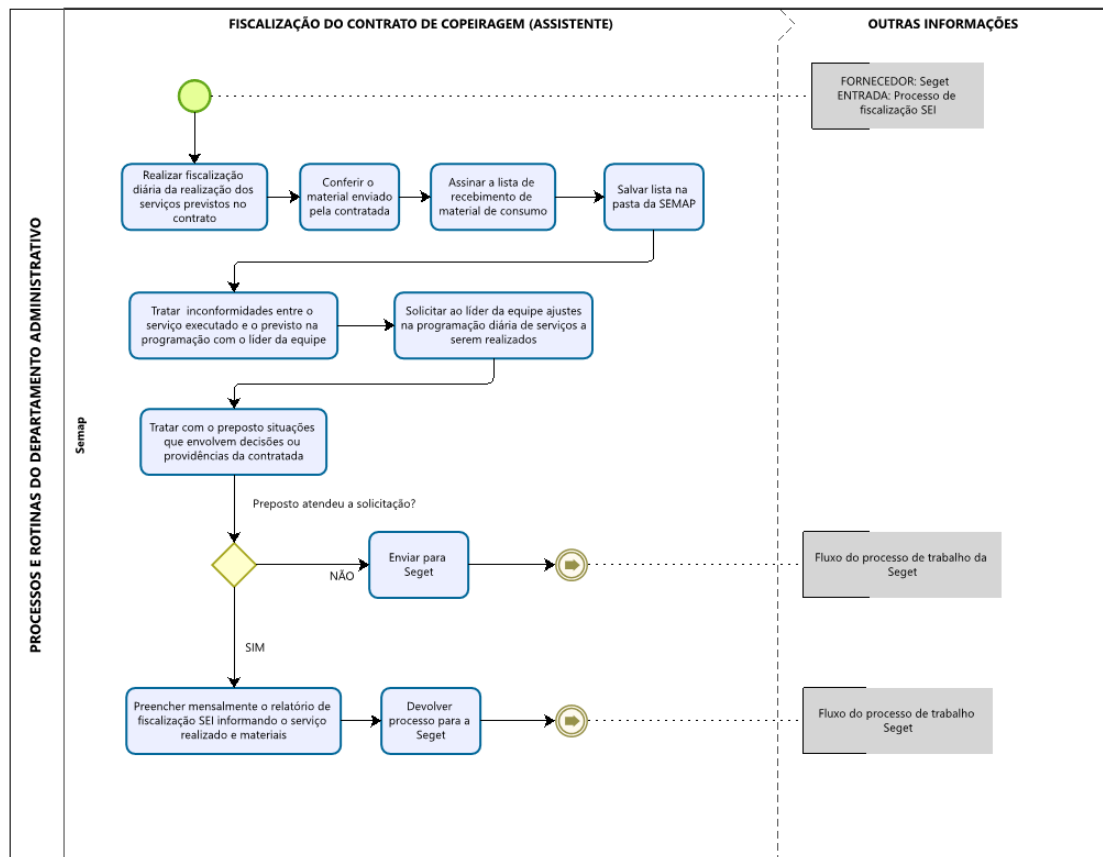 FISCALIZAÇÃO DO CONTRATO DE COPEIRAGEM (ASSISTENTE)
OUTRAS INFORMAÇÕES
PROCESSOS E ROTINAS DO DEPARTAMENTO ADMINISTRATIVO
Semap
FORNECEDOR: Seget
ENTRADA: Processo de
fiscalização SEI
Realizar fiscalização
diária da realização dos
serviços previstos no
contrato
Conferir o
material enviado
pela contratada
Assinar a lista de
recebimento de
material de consumo
Salvar lista na
pasta da SEMAP
Tratar inconformidades entre o
serviço executado e o previsto na
programação com o lider da equipe
Solicitar ao líder da equipe ajustes
na programação diária de serviços a
serem realizados
Tratar com o preposto situações
que envolvem decisões ou
providências da contratada
Preposto atendeu a solicitação?
NÃO
Enviar para
Seget
Fluxo do processo de trabalho da
Seget
SIM
Preencher mensalmente o relatório de
fiscalização SEI informando o serviço
realizado e materiais
Devolver
processo para a
Seget
Fluxo do processo de trabalho
Seget